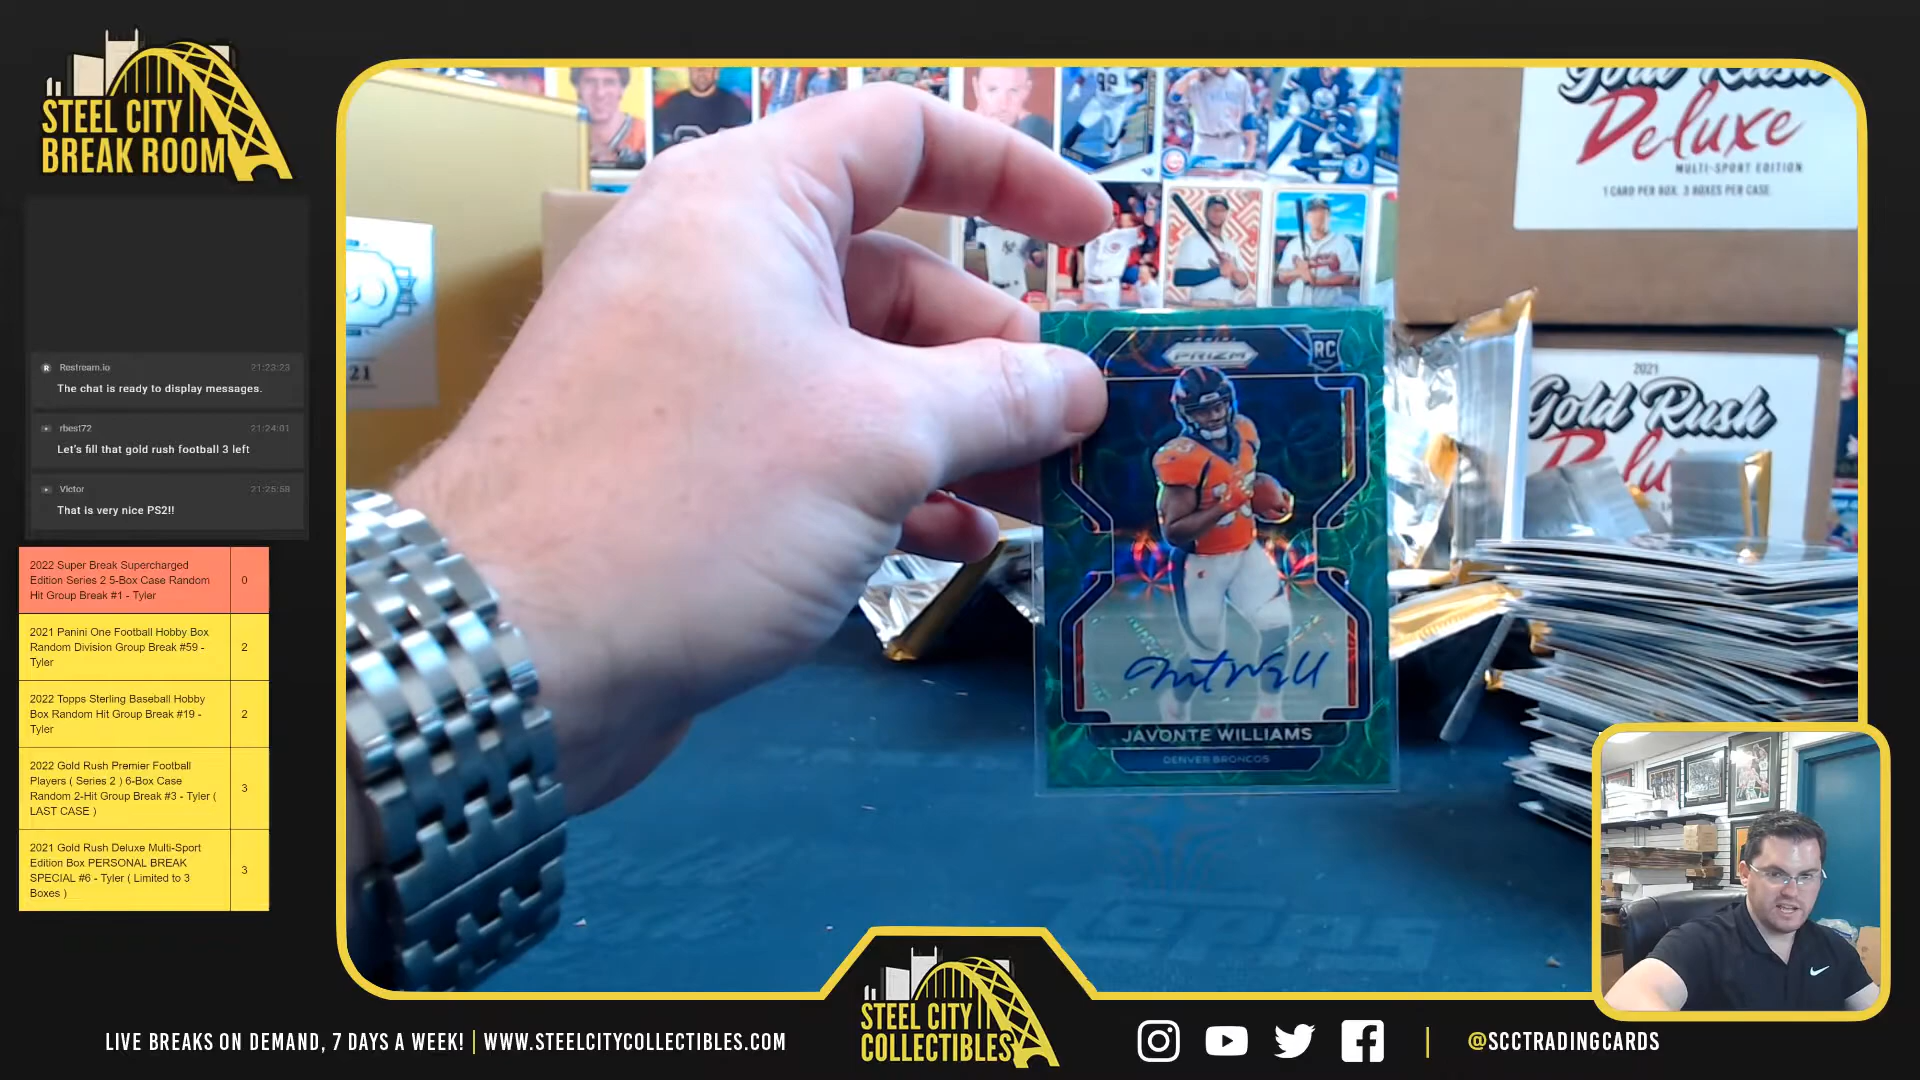 STEEL CITY
BREAK ROOM
Restream.io 21:23:23
The chat is ready to display messages.
rbest72 21:24:01
Let's fill that gold rush football 3 left
Victor 21:25:58
That is very nice PS2!!
2022 Super Break Supercharged
Edition Series 2 5-Box Case Random
Hit Group Break #1 - Tyler
0
2021 Panini One Football Hobby Box
Random Division Group Break #59 -
Tyler
2
2022 Topps Sterling Baseball Hobby
Box Random Hit Group Break #19 -
Tyler
2
2022 Gold Rush Premier Football
Players ( Series 2 ) 6-Box Case
Random 2-Hit Group Break #3 - Tyler (
LAST CASE )
3
2021 Gold Rush Deluxe Multi-Sport
Edition Box PERSONAL BREAK
SPECIAL #6 - Tyler ( Limited to 3
Boxes )
3
Gold Rush
Deluxe
MULTI-SPORT EDITION
1 CARD PER BOX. 3 BOXES PER CASE.
2021
Gold Rush
21
PANINI
PRIZM
RC
JAVONTE WILLIAMS
DENVER BRONCOS
TOPPS
STEEL CITY
COLLECTIBLES
LIVE BREAKS ON DEMAND, 7 DAYS A WEEK! | WWW.STEELCITYCOLLECTIBLES.COM
@SCCTRADINGCARDS